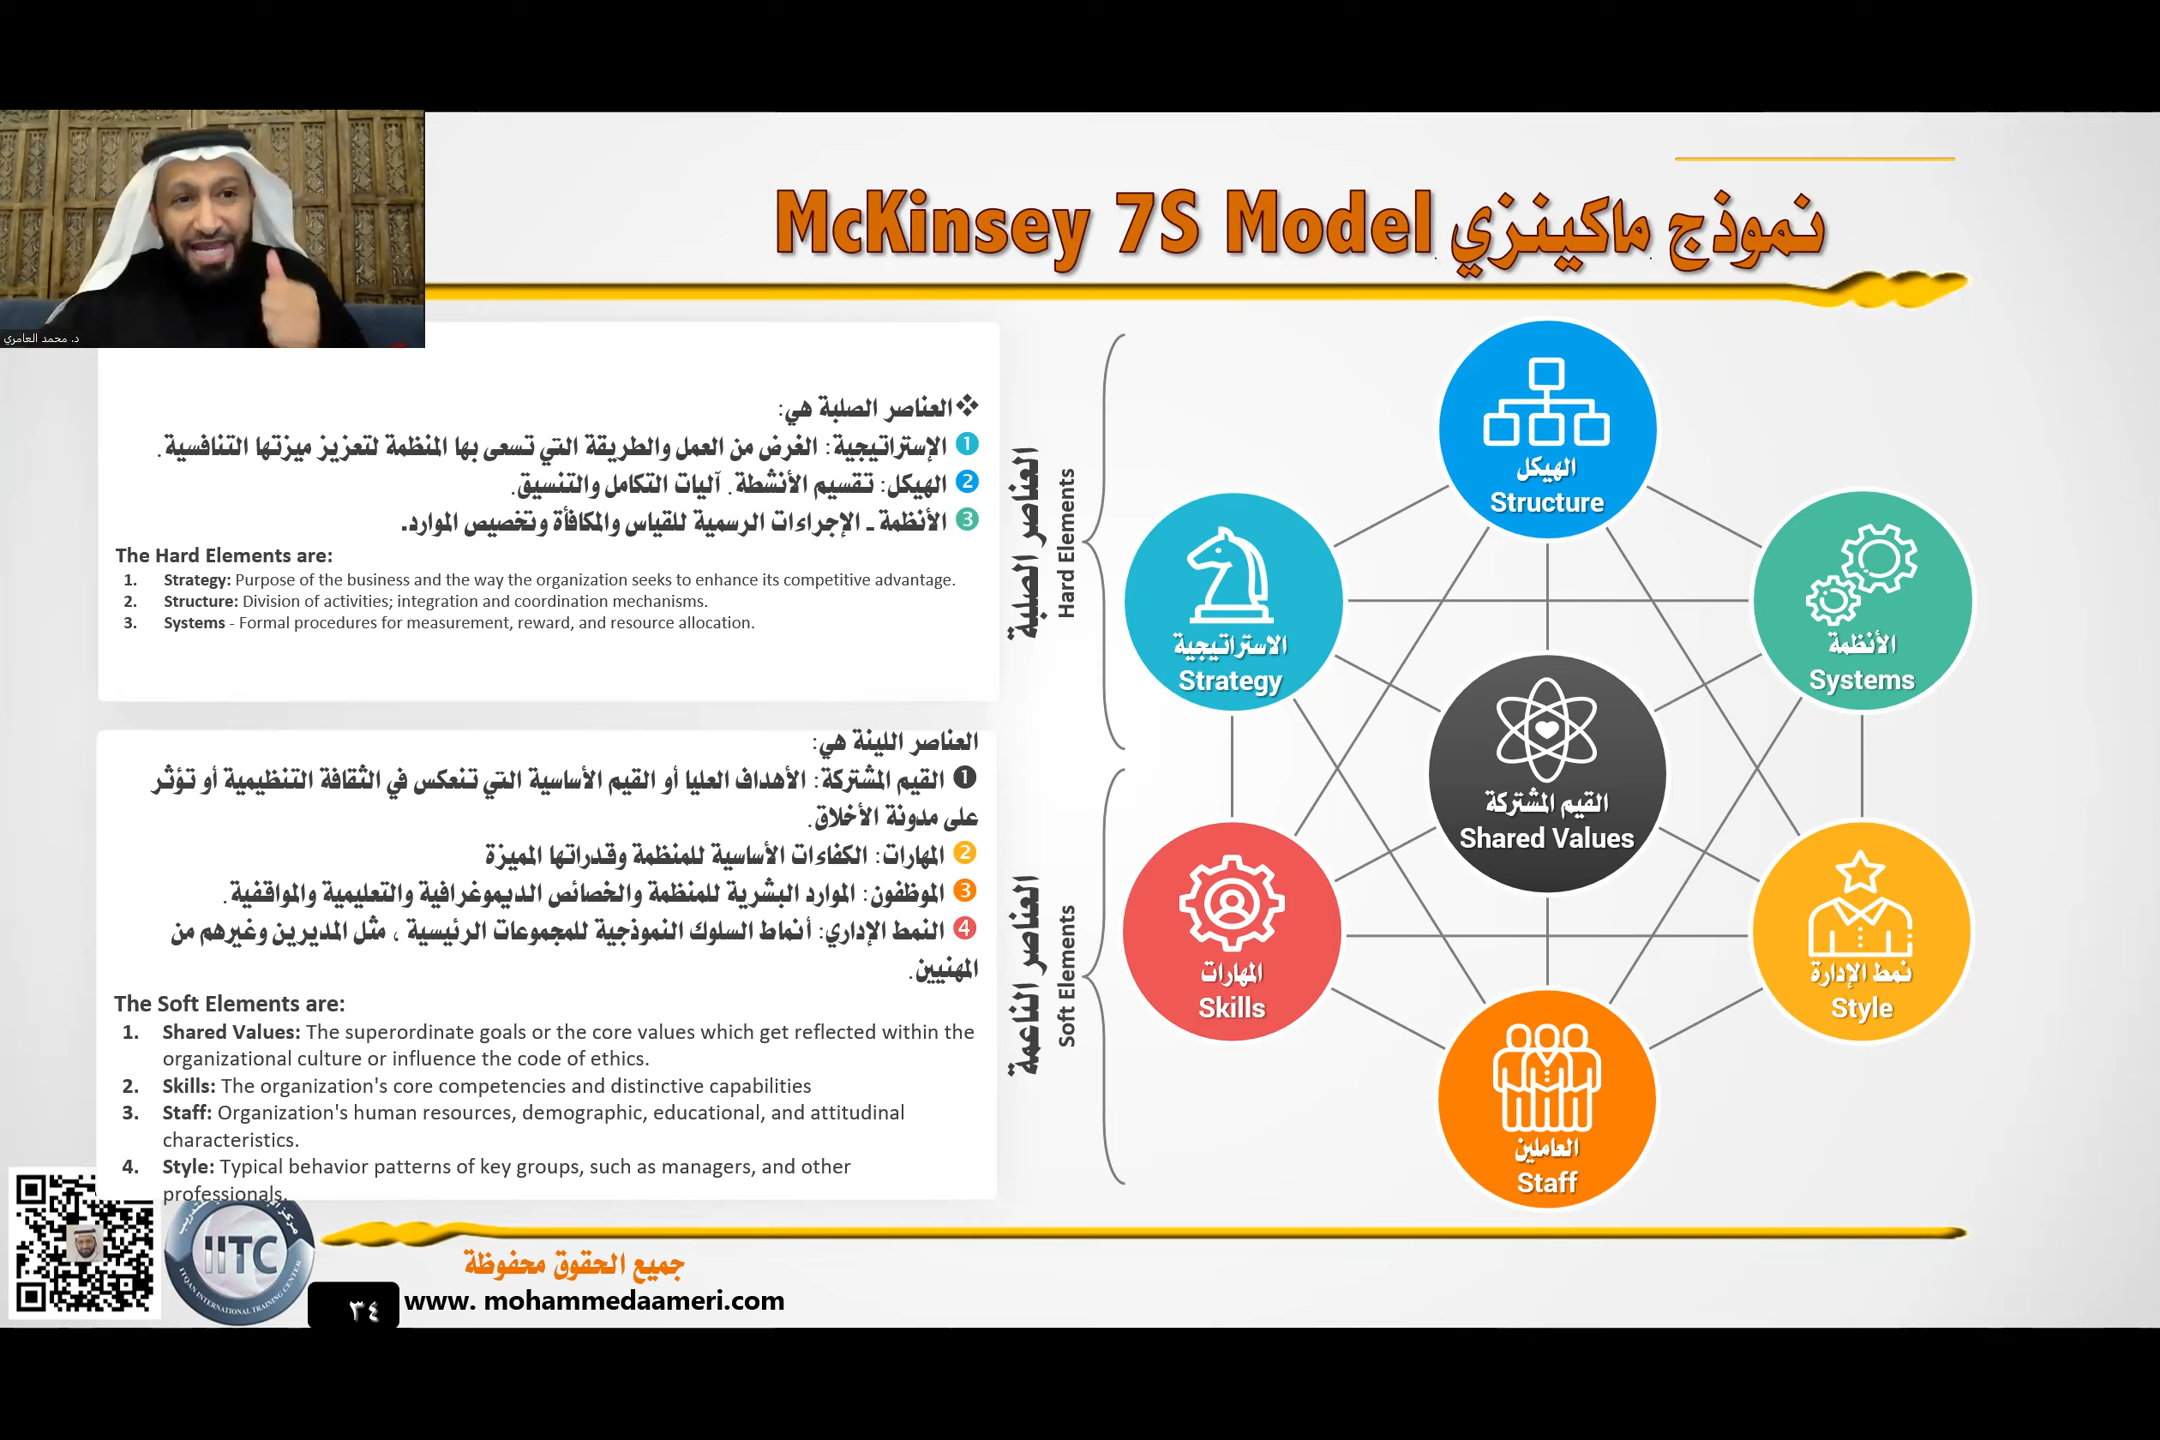 د. محمد العامري
نموذج ماكينزي McKinsey 7S Model
❖العناصر الصلبة هي:
1 الإستراتيجية: الغرض من العمل والطريقة التي تسعى بها المنظمة لتعزيز ميزتها التنافسية.
2 الهيكل: تقسيم الأنشطة. آليات التكامل والتنسيق.
3 الأنظمة - الإجراءات الرسمية للقياس والمكافأة وتخصيص الموارد.
The Hard Elements are:
1. Strategy: Purpose of the business and the way the organization seeks to enhance its competitive advantage.
2. Structure: Division of activities; integration and coordination mechanisms.
3. Systems - Formal procedures for measurement, reward, and resource allocation.
العناصر اللينة هي:
1 القيم المشتركة: الأهداف العليا أو القيم الأساسية التي تنعكس في الثقافة التنظيمية أو تؤثر
على مدونة الأخلاق.
2 المهارات: الكفاءات الأساسية للمنظمة وقدراتها المميزة
3 الموظفون: الموارد البشرية للمنظمة والخصائص الديموغرافية والتعليمية والمواقفية.
4 النمط الإداري: أنماط السلوك النموذجية للمجموعات الرئيسية ، مثل المديرين وغيرهم من
المهنيين.
The Soft Elements are:
1. Shared Values: The superordinate goals or the core values which get reflected within the
organizational culture or influence the code of ethics.
2. Skills: The organization's core competencies and distinctive capabilities
3. Staff: Organization's human resources, demographic, educational, and attitudinal
characteristics.
4. Style: Typical behavior patterns of key groups, such as managers, and other
professionals.
العناصر الصلبة
Hard Elements
العناصر الناعمة
Soft Elements
الهيكل
Structure
الاستراتيجية
Strategy
الأنظمة
Systems
القيم المشتركة
Shared Values
المهارات
Skills
نمط الإدارة
Style
العاملين
Staff
IITC
ITQAN INTERNATIONAL TRAINING CENTER
جميع الحقوق محفوظة
٣٤
www. mohammedaameri.com